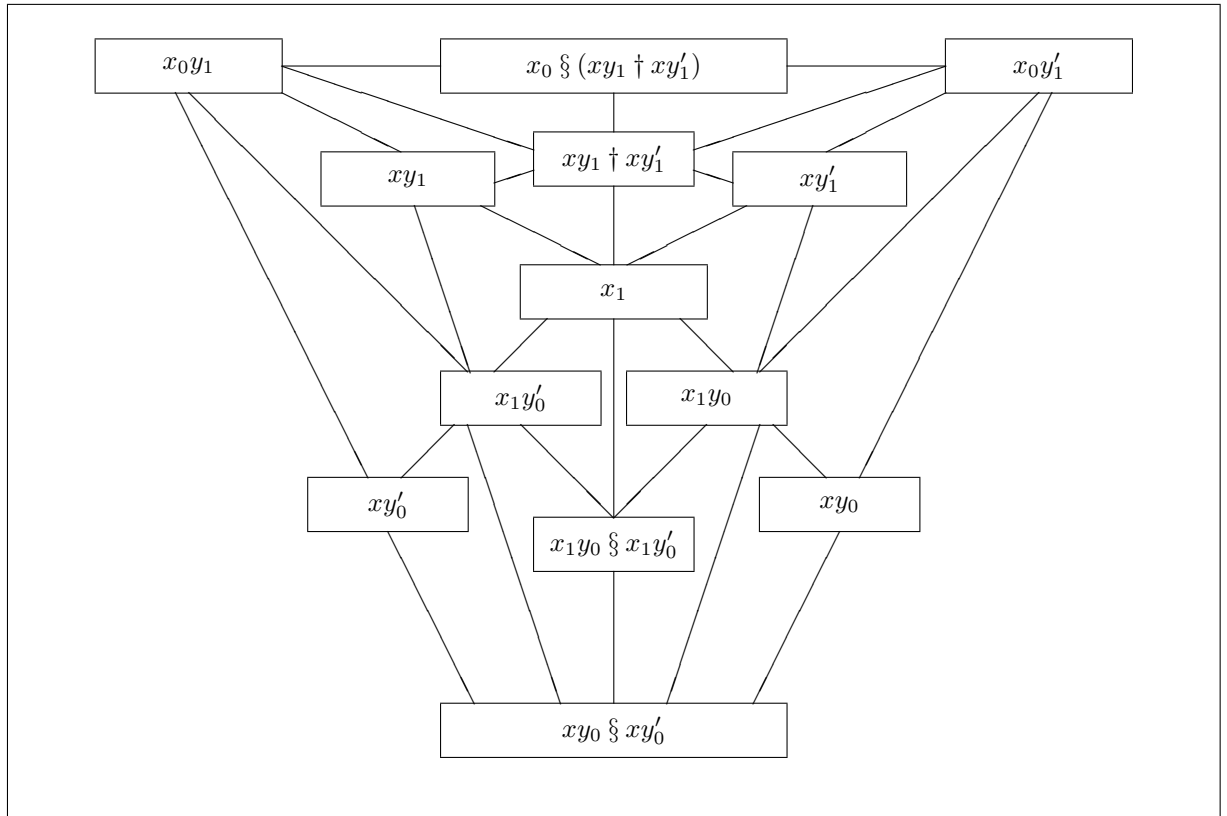 x₀y₁
x₀ § (xy₁ † xy′₁)
x₀y′₁
xy₁ † xy′₁
xy₁
xy′₁
x₁
x₁y′₀
x₁y₀
xy′₀
xy₀
x₁y₀ § x₁y′₀
xy₀ § xy′₀